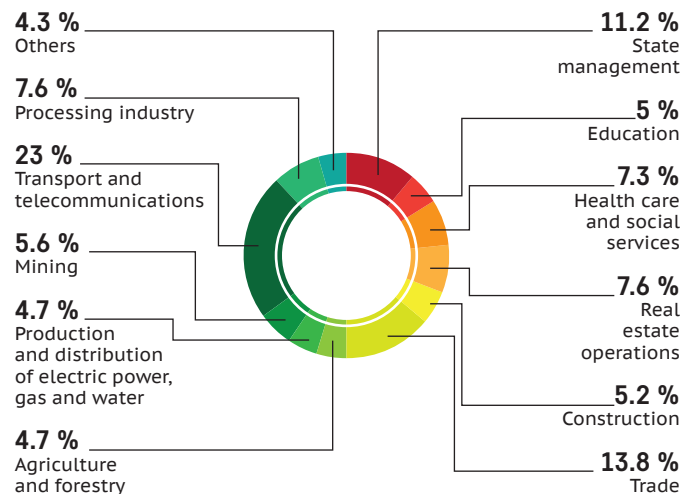 4.3 %
Others
7.6 %
Processing industry
23 %
Transport and
telecommunications
5.6 %
Mining
4.7 %
Production
and distribution
of electric power,
gas and water
4.7 %
Agriculture
and forestry
11.2 %
State
management
5 %
Education
7.3 %
Health care
and social
services
7.6 %
Real
estate
operations
5.2 %
Construction
13.8 %
Trade